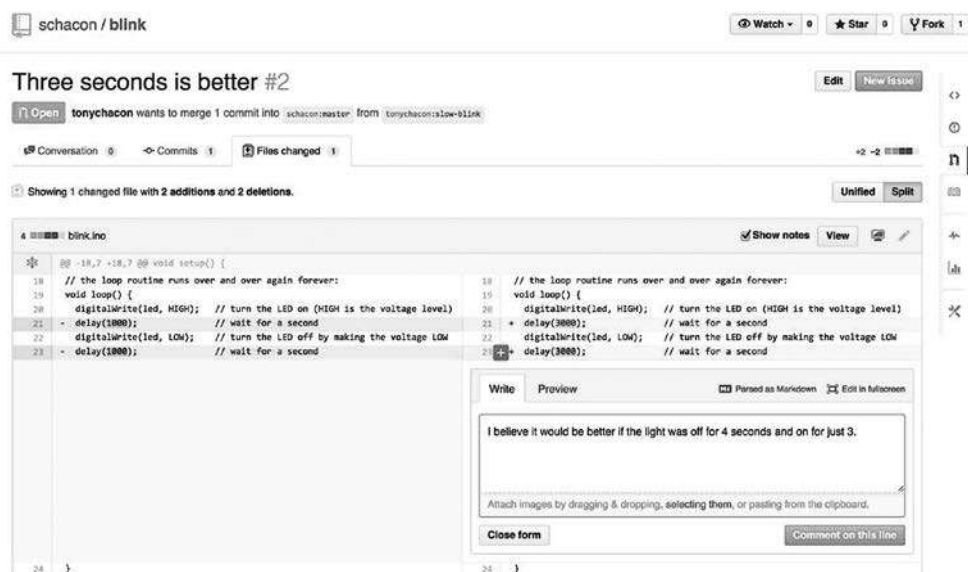 schacon / blink
Watch 0 Star 0 Fork 1
Three seconds is better #2
Edit New Issue
Open tonychacon wants to merge 1 commit into schacon:master from tonychacon:slow-blink
Conversation 0 Commits 1 Files changed 1 +2 -2
Showing 1 changed file with 2 additions and 2 deletions. Unified Split
4 blink.ino Show notes View
@@ -18,7 +18,7 @@ void setup() {
18 // the loop routine runs over and over again forever: 18 // the loop routine runs over and over again forever:
19 void loop() { 19 void loop() {
20 digitalWrite(led, HIGH); // turn the LED on (HIGH is the voltage level) 20 digitalWrite(led, HIGH); // turn the LED on (HIGH is the voltage level)
21 - delay(1000); // wait for a second 21 + delay(3000); // wait for a second
22 digitalWrite(led, LOW); // turn the LED off by making the voltage LOW 22 digitalWrite(led, LOW); // turn the LED off by making the voltage LOW
23 - delay(1000); // wait for a second 23 + delay(3000); // wait for a second
Write Preview Parsed as Markdown Edit in fullscreen
I believe it would be better if the light was off for 4 seconds and on for just 3.
Attach images by dragging & dropping, selecting them, or pasting from the clipboard.
Close form Comment on this line
24 } 24 }